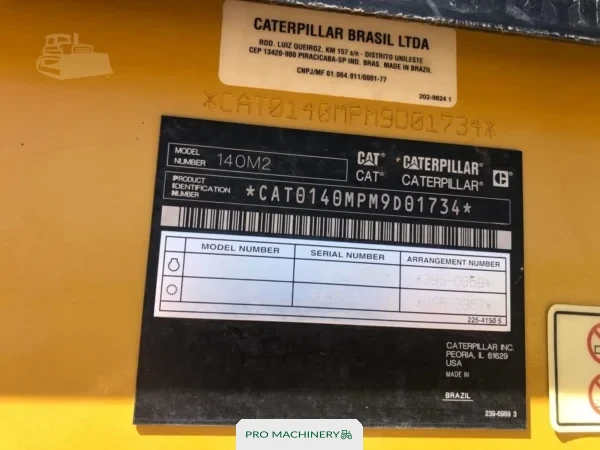 CATERPILLAR BRASIL LTDA
ROD. LUIZ QUEIROZ, KM 157 s/n - DISTRITO UNILESTE
CEP 13420-900 PIRACICABA-SP IND. BRAS. MADE IN BRAZIL
CNPJ/MF 61.064.911/0001-77
202-9824 1
*CAT0140MPM9D01734*
MODEL NUMBER 140M2
CAT® CATERPILLAR®
CAT® CATERPILLAR®
PRODUCT IDENTIFICATION NUMBER *CAT0140MPM9D01734*
MODEL NUMBER SERIAL NUMBER ARRANGEMENT NUMBER
225-4150 5
CATERPILLAR INC.
PEORIA, IL 61629
USA
MADE IN
BRAZIL
239-6989 3
PRO MACHINERY